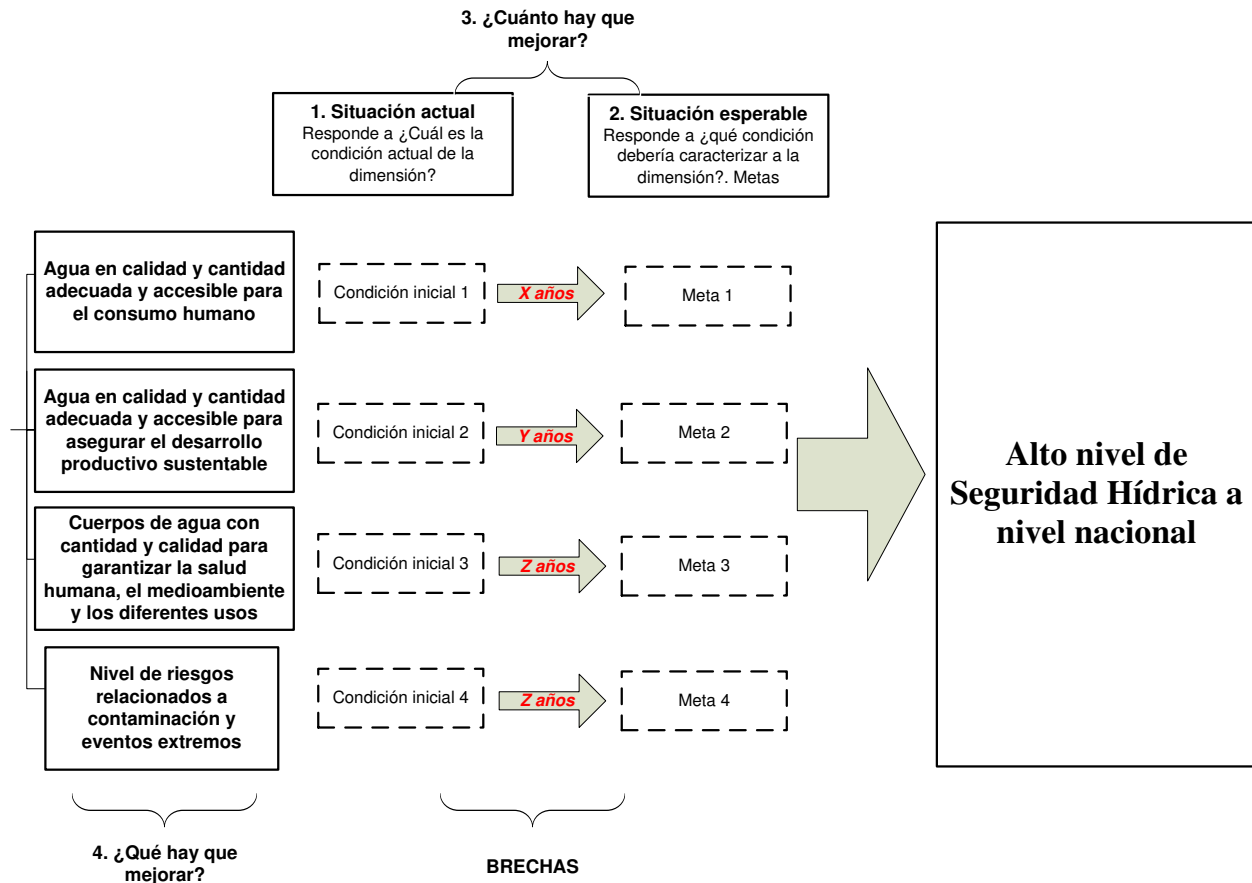 3. ¿Cuánto hay que
mejorar?
1. Situación actual
Responde a ¿Cuál es la
condición actual de la
dimensión?
2. Situación esperable
Responde a ¿qué condición
debería caracterizar a la
dimensión?. Metas
Agua en calidad y cantidad
adecuada y accesible para
el consumo humano
Condición inicial 1
X años
Meta 1
Agua en calidad y cantidad
adecuada y accesible para
asegurar el desarrollo
productivo sustentable
Condición inicial 2
Y años
Meta 2
Cuerpos de agua con
cantidad y calidad para
garantizar la salud
humana, el medioambiente
y los diferentes usos
Condición inicial 3
Z años
Meta 3
Nivel de riesgos
relacionados a
contaminación y
eventos extremos
Condición inicial 4
Z años
Meta 4
Alto nivel de
Seguridad Hídrica a
nivel nacional
4. ¿Qué hay que
mejorar?
BRECHAS